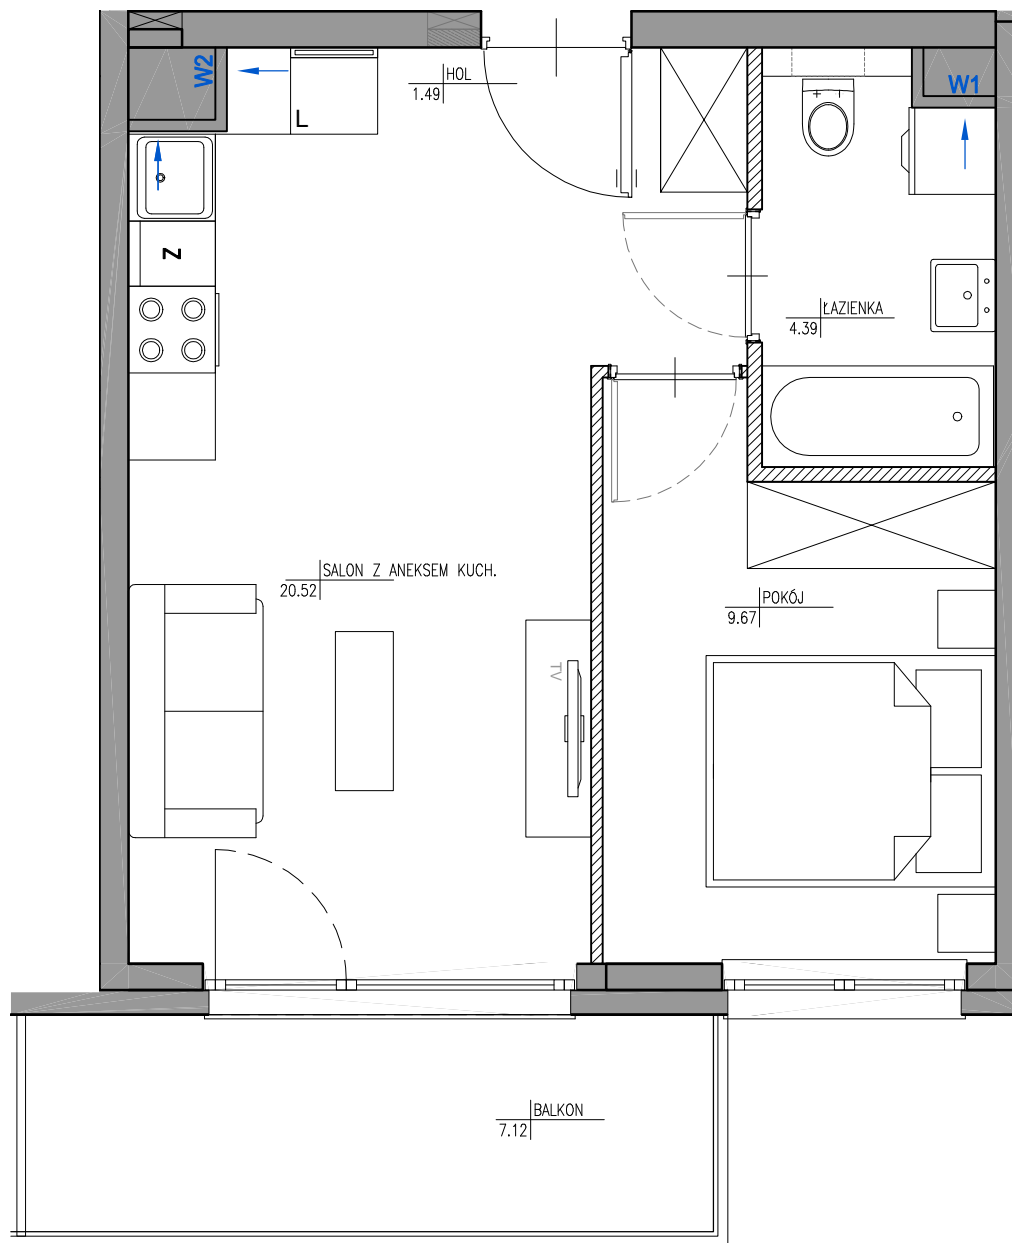 W2
HOL
1.49
W1
L
Z
ŁAZIENKA
4.39
SALON Z ANEKSEM KUCH.
20.52
POKÓJ
9.67
TV
BALKON
7.12